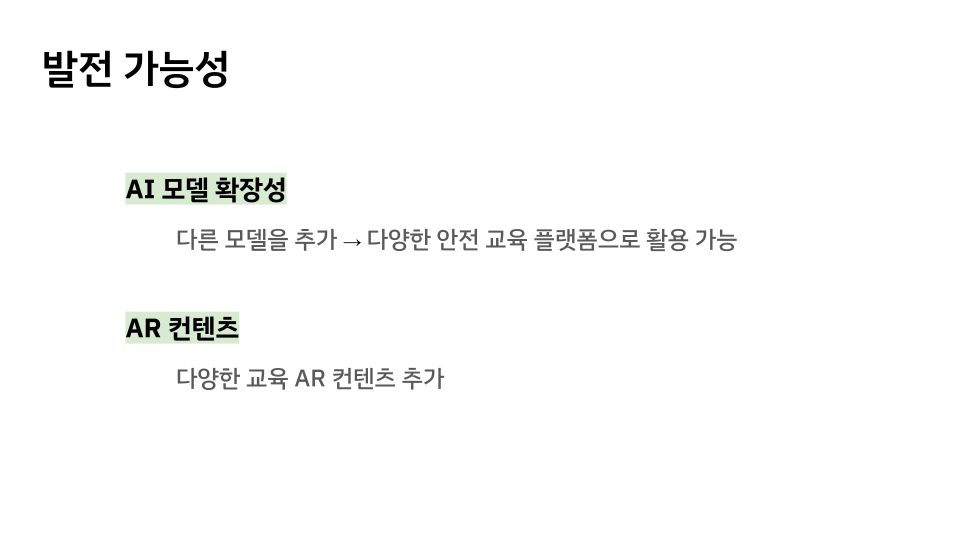 발전 가능성
AI 모델 확장성
다른 모델을 추가 → 다양한 안전 교육 플랫폼으로 활용 가능
AR 컨텐츠
다양한 교육 AR 컨텐츠 추가